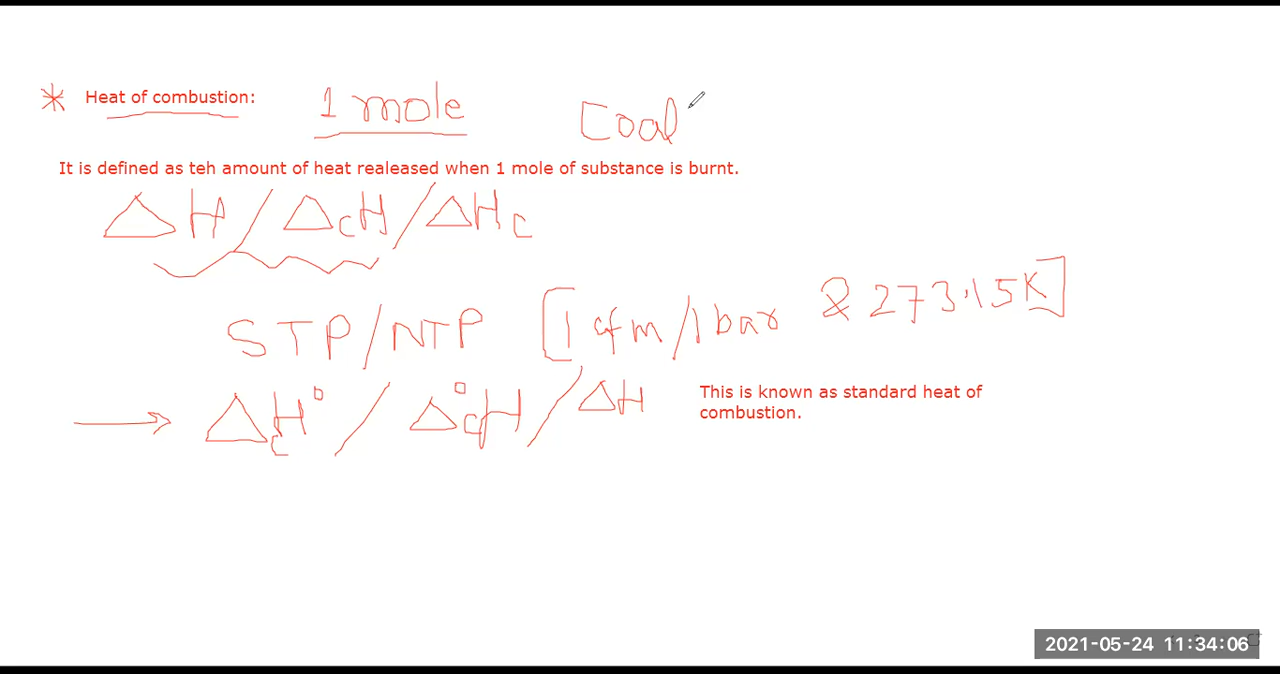 * Heat of combustion: 1 mole Coal
It is defined as teh amount of heat realeased when 1 mole of substance is burnt.
ΔH / ΔcH / ΔHc
STP / NTP [1 atm / 1 bar & 273.15K]
→ ΔcH° / Δc°H / ΔH This is known as standard heat of
combustion.
2021-05-24 11:34:06